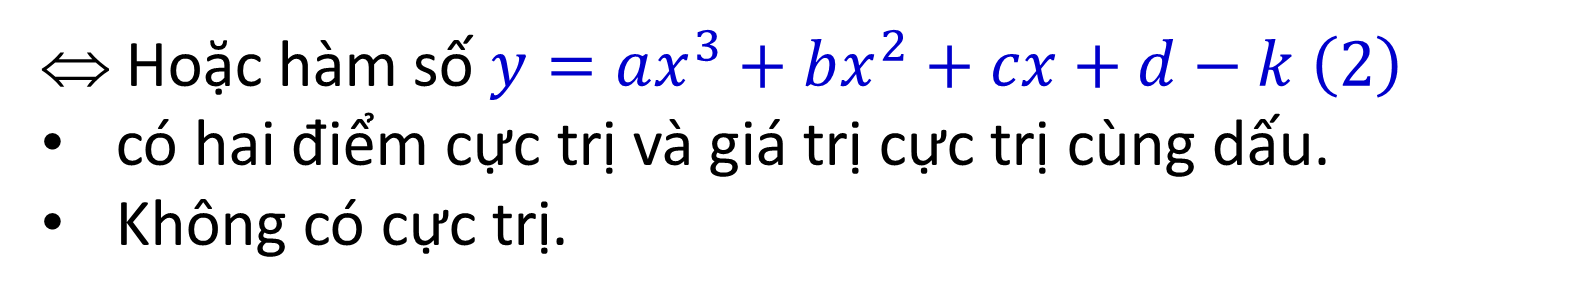 ⟺ Hoặc hàm số y = ax³ + bx² + cx + d − k (2)
• có hai điểm cực trị và giá trị cực trị cùng dấu.
• Không có cực trị.